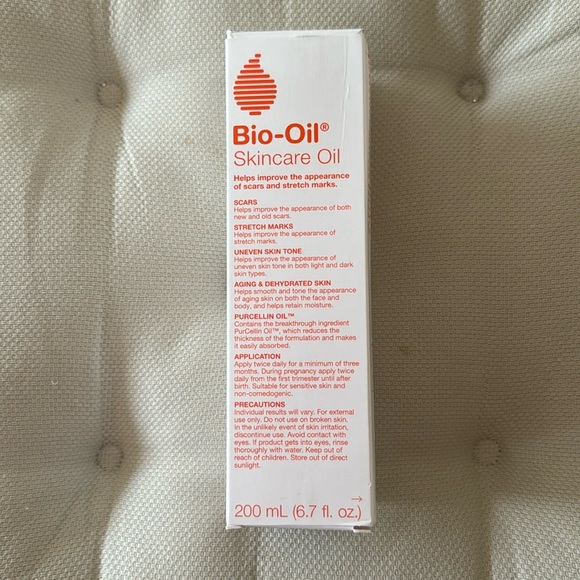 Bio-Oil®
Skincare Oil
Helps improve the appearance
of scars and stretch marks.
SCARS
Helps improve the appearance of both
new and old scars.
STRETCH MARKS
Helps improve the appearance of
stretch marks.
UNEVEN SKIN TONE
Helps improve the appearance of
uneven skin tone in both light and dark
skin types.
AGING & DEHYDRATED SKIN
Helps smooth and tone the appearance
of aging skin on both the face and
body, and helps retain moisture.
PURCELLIN OIL™
Contains the breakthrough ingredient
PurCellin Oil™, which reduces the
thickness of the formulation and makes
it easily absorbed.
APPLICATION
Apply twice daily for a minimum of three
months. During pregnancy apply twice
daily from the first trimester until after
birth. Suitable for sensitive skin and
non-comedogenic.
PRECAUTIONS
Individual results will vary. For external
use only. Do not use on broken skin.
In the unlikely event of skin irritation,
discontinue use. Avoid contact with
eyes. If product gets into eyes, rinse
thoroughly with water. Keep out of
reach of children. Store out of direct
sunlight.
→
200 mL (6.7 fl. oz.)